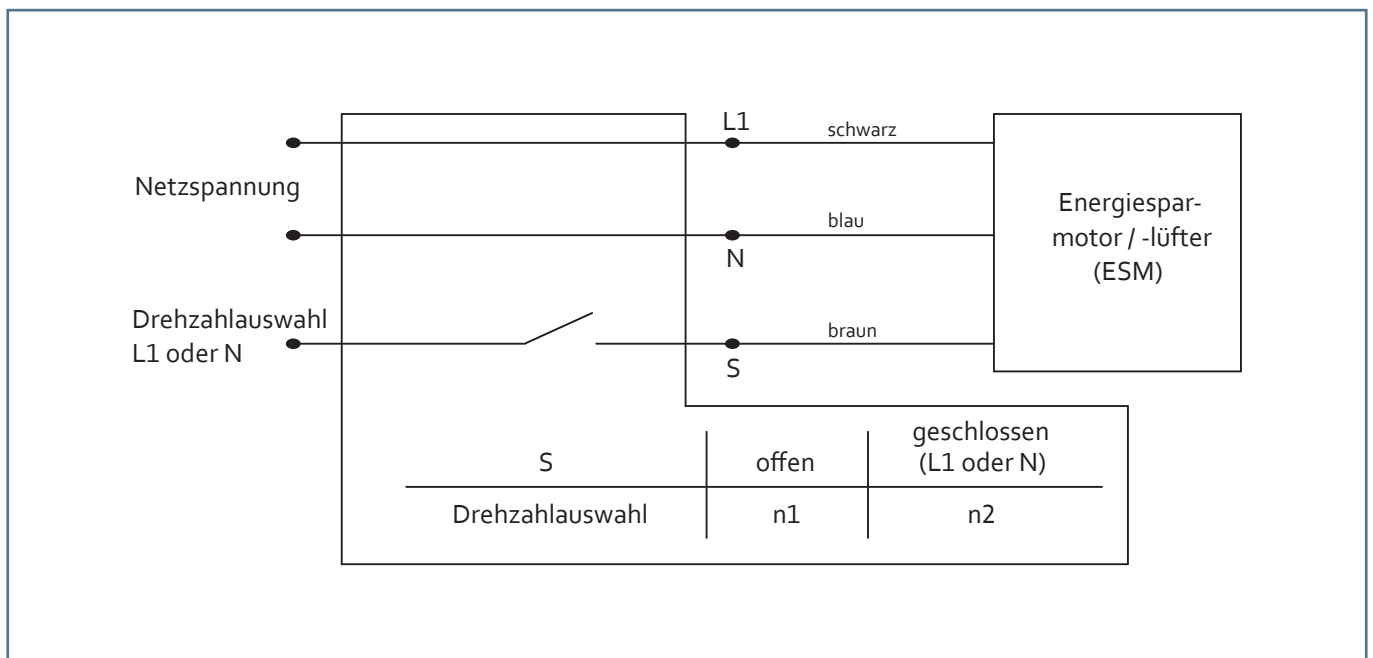 L1
schwarz
Netzspannung
blau
N
Energiespar-
motor / -lüfter
(ESM)
Drehzahlauswahl
L1 oder N
braun
S
geschlossen
S offen (L1 oder N)
Drehzahlauswahl n1 n2